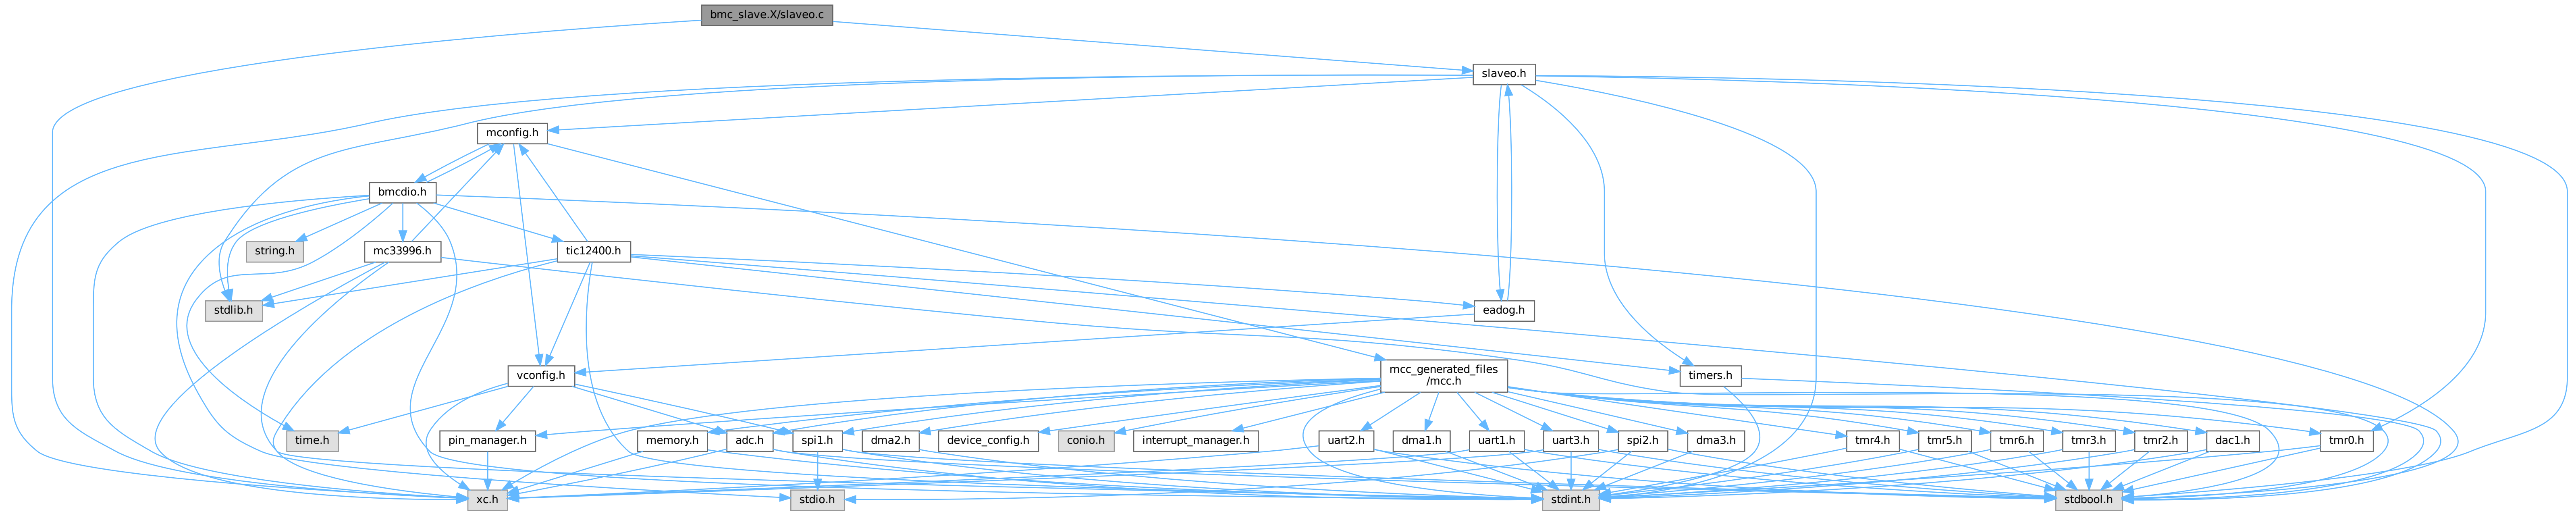 bmc_slave.X/slaveo.c
slaveo.h
mconfig.h
bmcdio.h
string.h
mc33996.h
tic12400.h
stdlib.h
eadog.h
vconfig.h
mcc_generated_files
/mcc.h
timers.h
time.h
pin_manager.h
memory.h
adc.h
spi1.h
dma2.h
device_config.h
conio.h
interrupt_manager.h
uart2.h
dma1.h
uart1.h
uart3.h
spi2.h
dma3.h
tmr4.h
tmr5.h
tmr6.h
tmr3.h
tmr2.h
dac1.h
tmr0.h
xc.h
stdio.h
stdint.h
stdbool.h